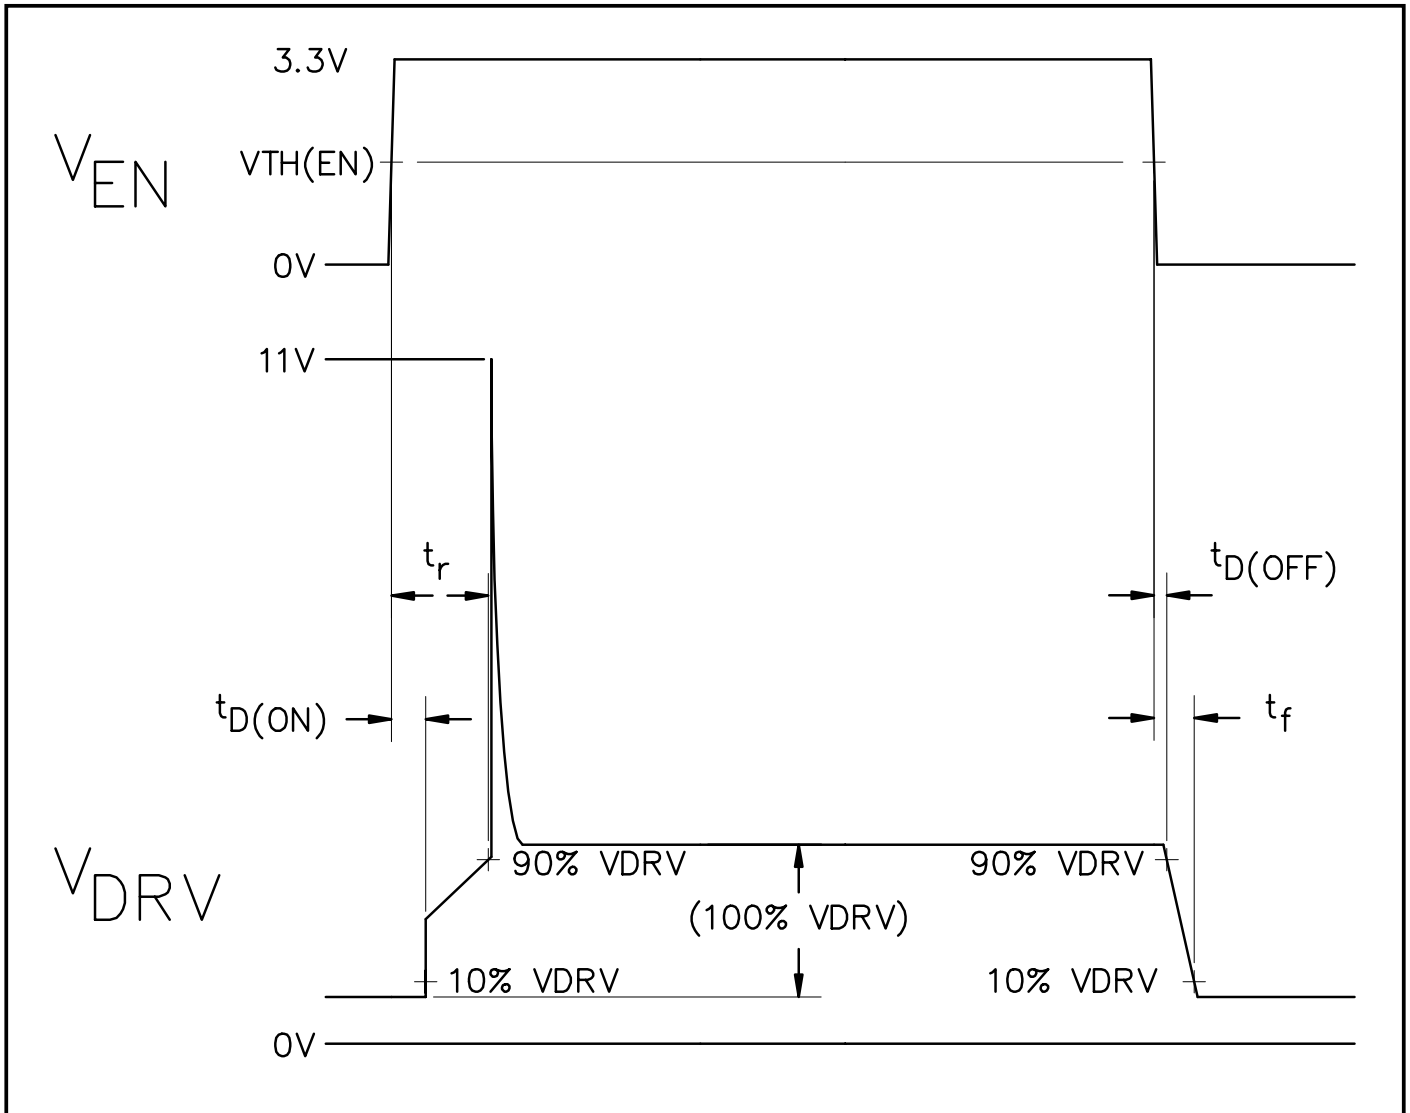 3.3V
VEN
VTH(EN)
0V
11V
tr
tD(OFF)
tD(ON)
tf
VDRV
90% VDRV
90% VDRV
(100% VDRV)
10% VDRV
10% VDRV
0V